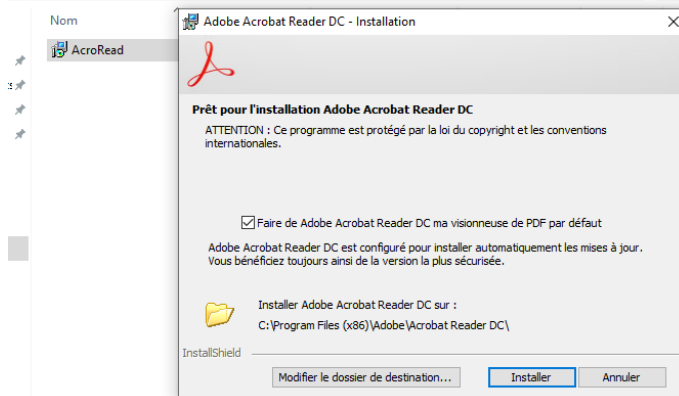 Nom
AcroRead
Adobe Acrobat Reader DC - Installation
Prêt pour l'installation Adobe Acrobat Reader DC
ATTENTION : Ce programme est protégé par la loi du copyright et les conventions
internationales.
Faire de Adobe Acrobat Reader DC ma visionneuse de PDF par défaut
Adobe Acrobat Reader DC est configuré pour installer automatiquement les mises à jour.
Vous bénéficiez toujours ainsi de la version la plus sécurisée.
Installer Adobe Acrobat Reader DC sur :
C:\Program Files (x86)\Adobe\Acrobat Reader DC\
InstallShield
Modifier le dossier de destination... Installer Annuler